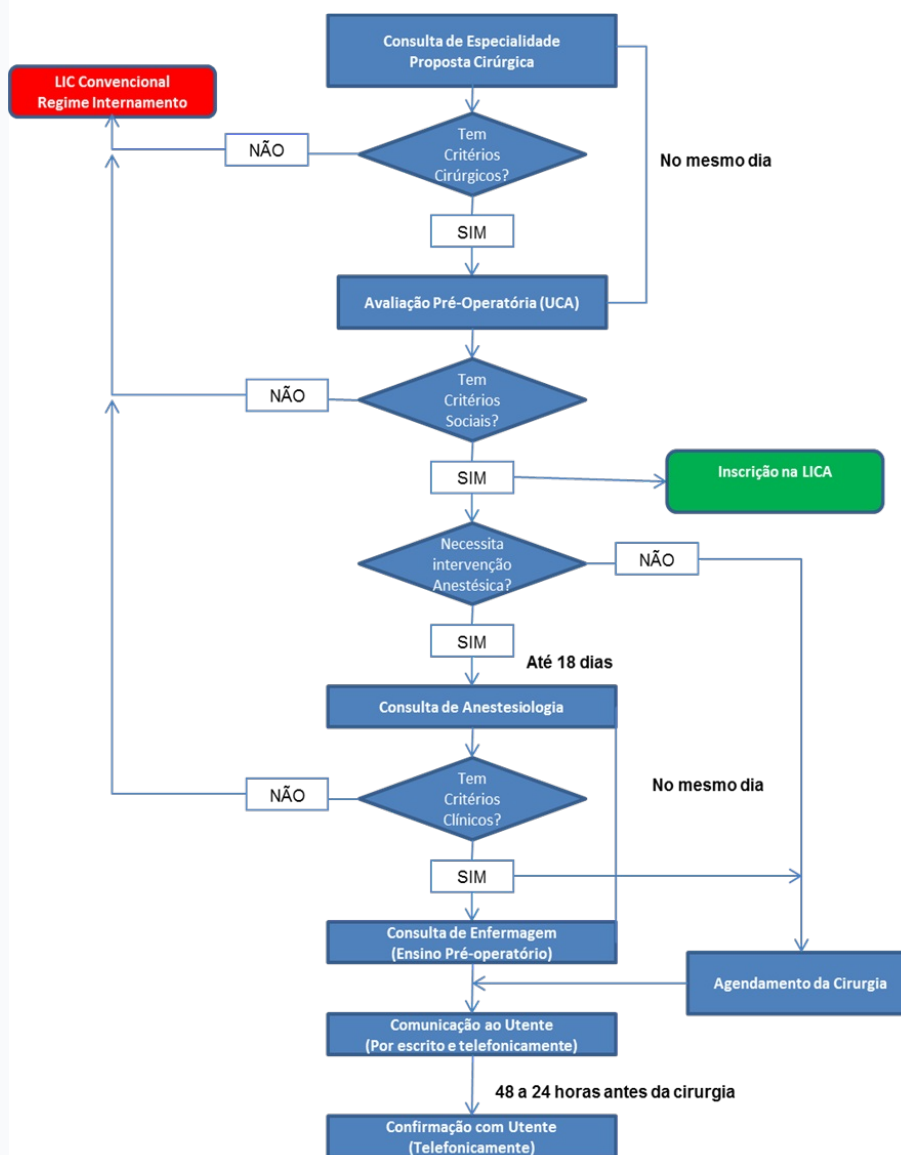 Consulta de Especialidade
Proposta Cirúrgica
LIC Convencional
Regime Internamento
NÃO
Tem
Critérios
Cirúrgicos?
No mesmo dia
SIM
Avaliação Pré-Operatória (UCA)
NÃO
Tem
Critérios
Sociais?
SIM
Inscrição na LICA
Necessita
intervenção
Anestésica?
NÃO
SIM
Até 18 dias
Consulta de Anestesiologia
NÃO
Tem
Critérios
Clínicos?
No mesmo dia
SIM
Consulta de Enfermagem
(Ensino Pré-operatório)
Agendamento da Cirurgia
Comunicação ao Utente
(Por escrito e telefonicamente)
48 a 24 horas antes da cirurgia
Confirmação com Utente
(Telefonicamente)